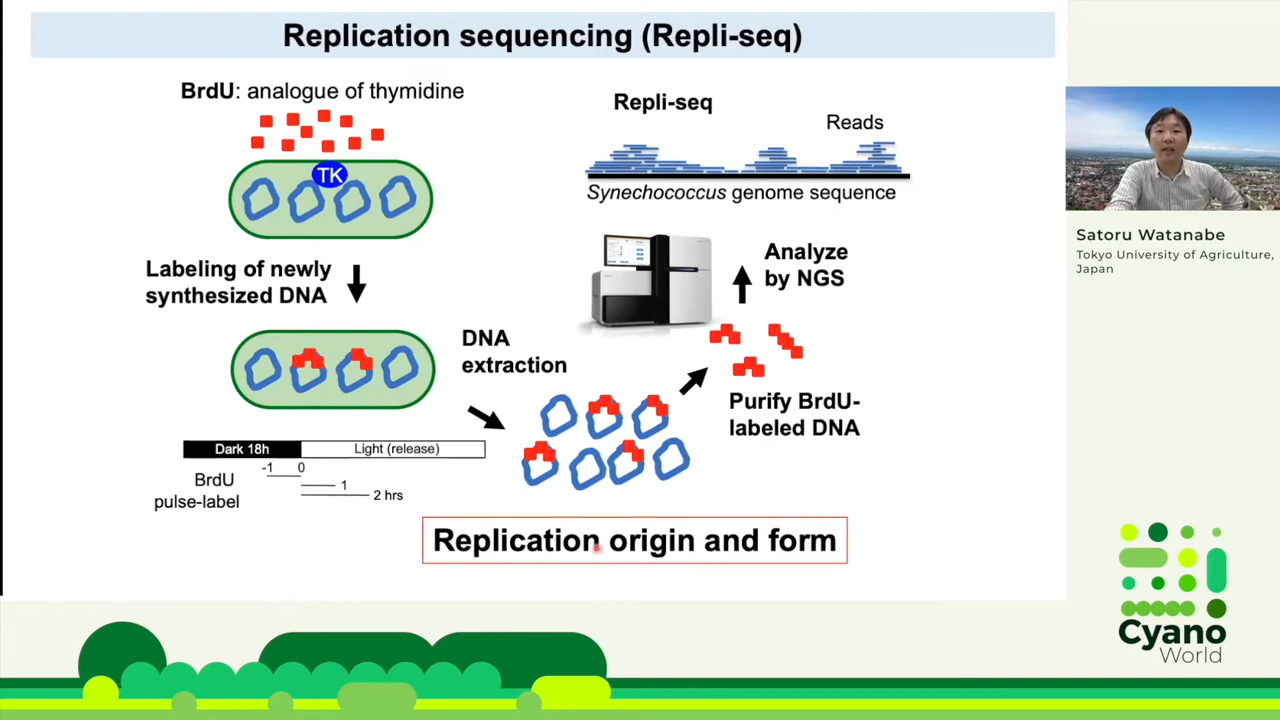 Replication sequencing (Repli-seq)
BrdU: analogue of thymidine
TK
Labeling of newly
synthesized DNA
Dark 18h
Light (release)
-1
0
1
2 hrs
BrdU
pulse-label
DNA
extraction
Purify BrdU-
labeled DNA
Analyze
by NGS
Repli-seq
Reads
Synechococcus genome sequence
Replication origin and form
Satoru Watanabe
Tokyo University of Agriculture,
Japan
Cyano
World